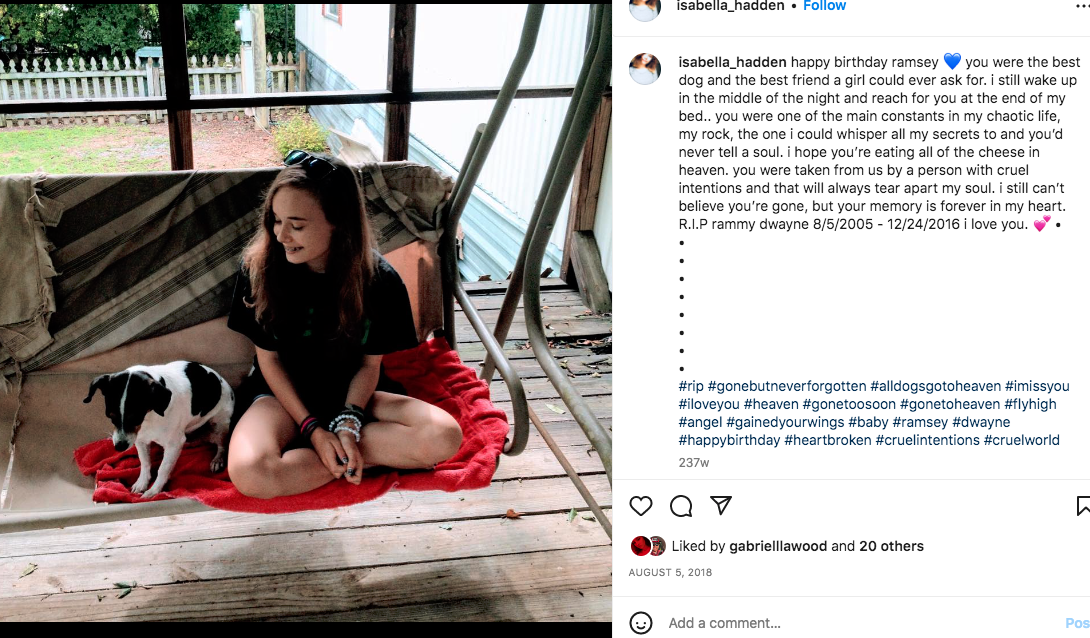 isabella_hadden • Follow
isabella_hadden happy birthday ramsey 💙 you were the best
dog and the best friend a girl could ever ask for. i still wake up
in the middle of the night and reach for you at the end of my
bed.. you were one of the main constants in my chaotic life,
my rock, the one i could whisper all my secrets to and you'd
never tell a soul. i hope you're eating all of the cheese in
heaven. you were taken from us by a person with cruel
intentions and that will always tear apart my soul. i still can't
believe you're gone, but your memory is forever in my heart.
R.I.P rammy dwayne 8/5/2005 - 12/24/2016 i love you. 💕 •
•
•
•
•
•
•
•
•
#rip #gonebutneverforgotten #alldogsgotoheaven #imissyou
#iloveyou #heaven #gonetoosoon #gonetoheaven #flyhigh
#angel #gainedyourwings #baby #ramsey #dwayne
#happybirthday #heartbroken #cruelintentions #cruelworld
237w
Liked by gabrielllawood and 20 others
AUGUST 5, 2018
Add a comment...
Pos